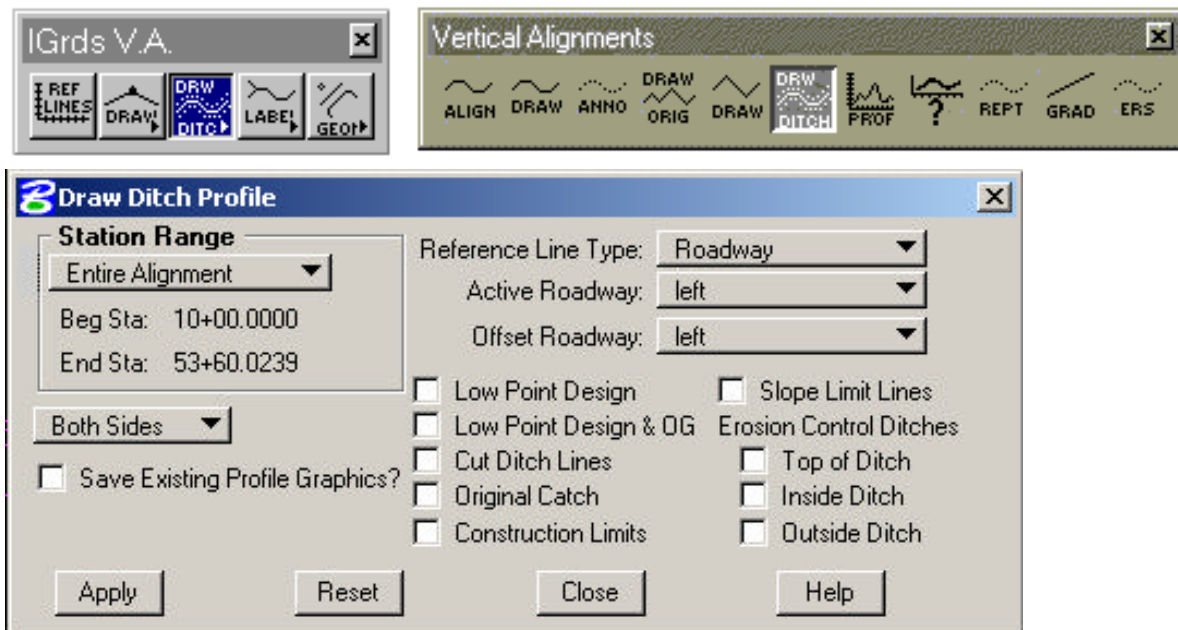 IGrds V.A.
REF LINES
DRAW
DRW DITC
LABEL
GEOM
Vertical Alignments
ALIGN
DRAW
ANNO
DRAW ORIG
DRAW
DRW DITCH
PROF
?
REPT
GRAD
ERS
Draw Ditch Profile
Station Range
Entire Alignment
Beg Sta: 10+00.0000
End Sta: 53+60.0239
Both Sides
Save Existing Profile Graphics?
Reference Line Type: Roadway
Active Roadway: left
Offset Roadway: left
Low Point Design
Low Point Design & OG
Cut Ditch Lines
Original Catch
Construction Limits
Slope Limit Lines
Erosion Control Ditches
Top of Ditch
Inside Ditch
Outside Ditch
Apply
Reset
Close
Help